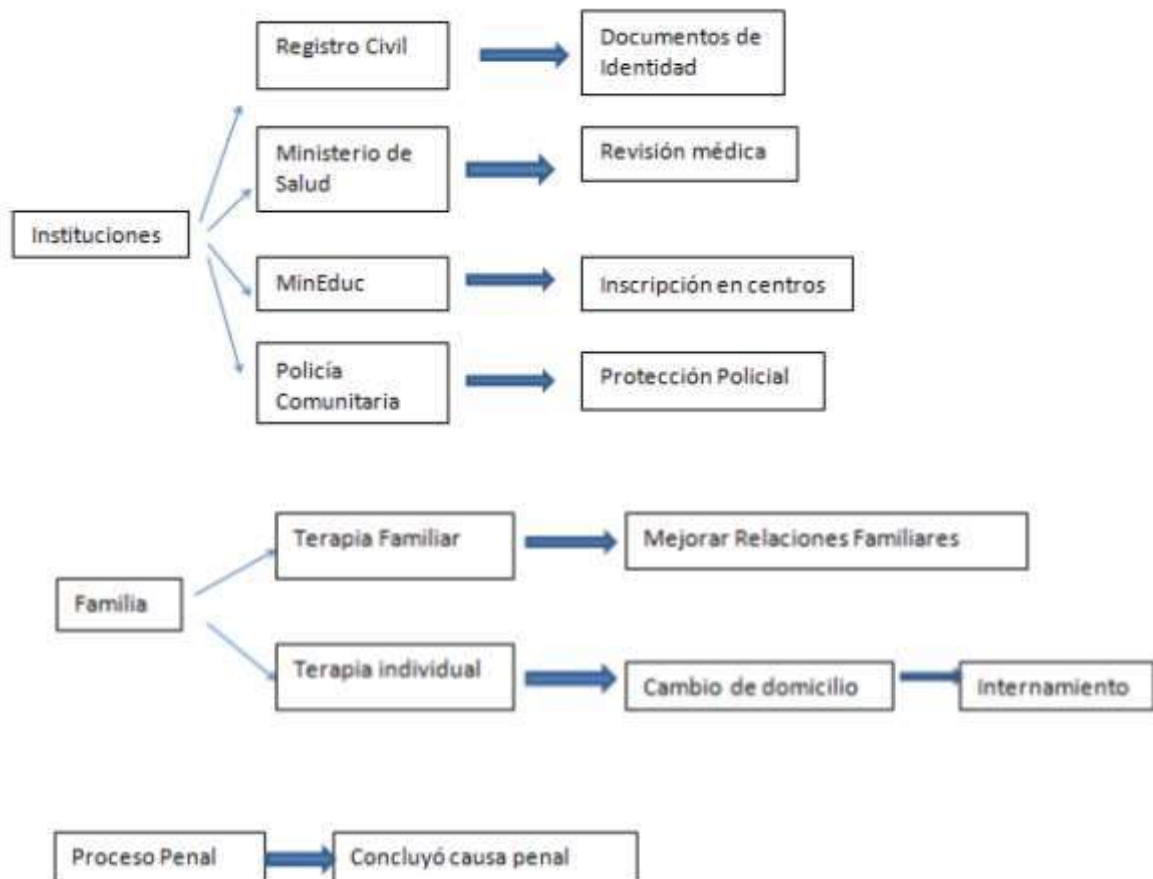 Registro Civil
Documentos de
Identidad
Ministerio de
Salud
Revisión médica
Instituciones
MinEduc
Inscripción en centros
Policía
Comunitaria
Protección Policial
Terapia Familiar
Mejorar Relaciones Familiares
Familia
Terapia individual
Cambio de domicilio
Internamiento
Proceso Penal
Concluyó causa penal